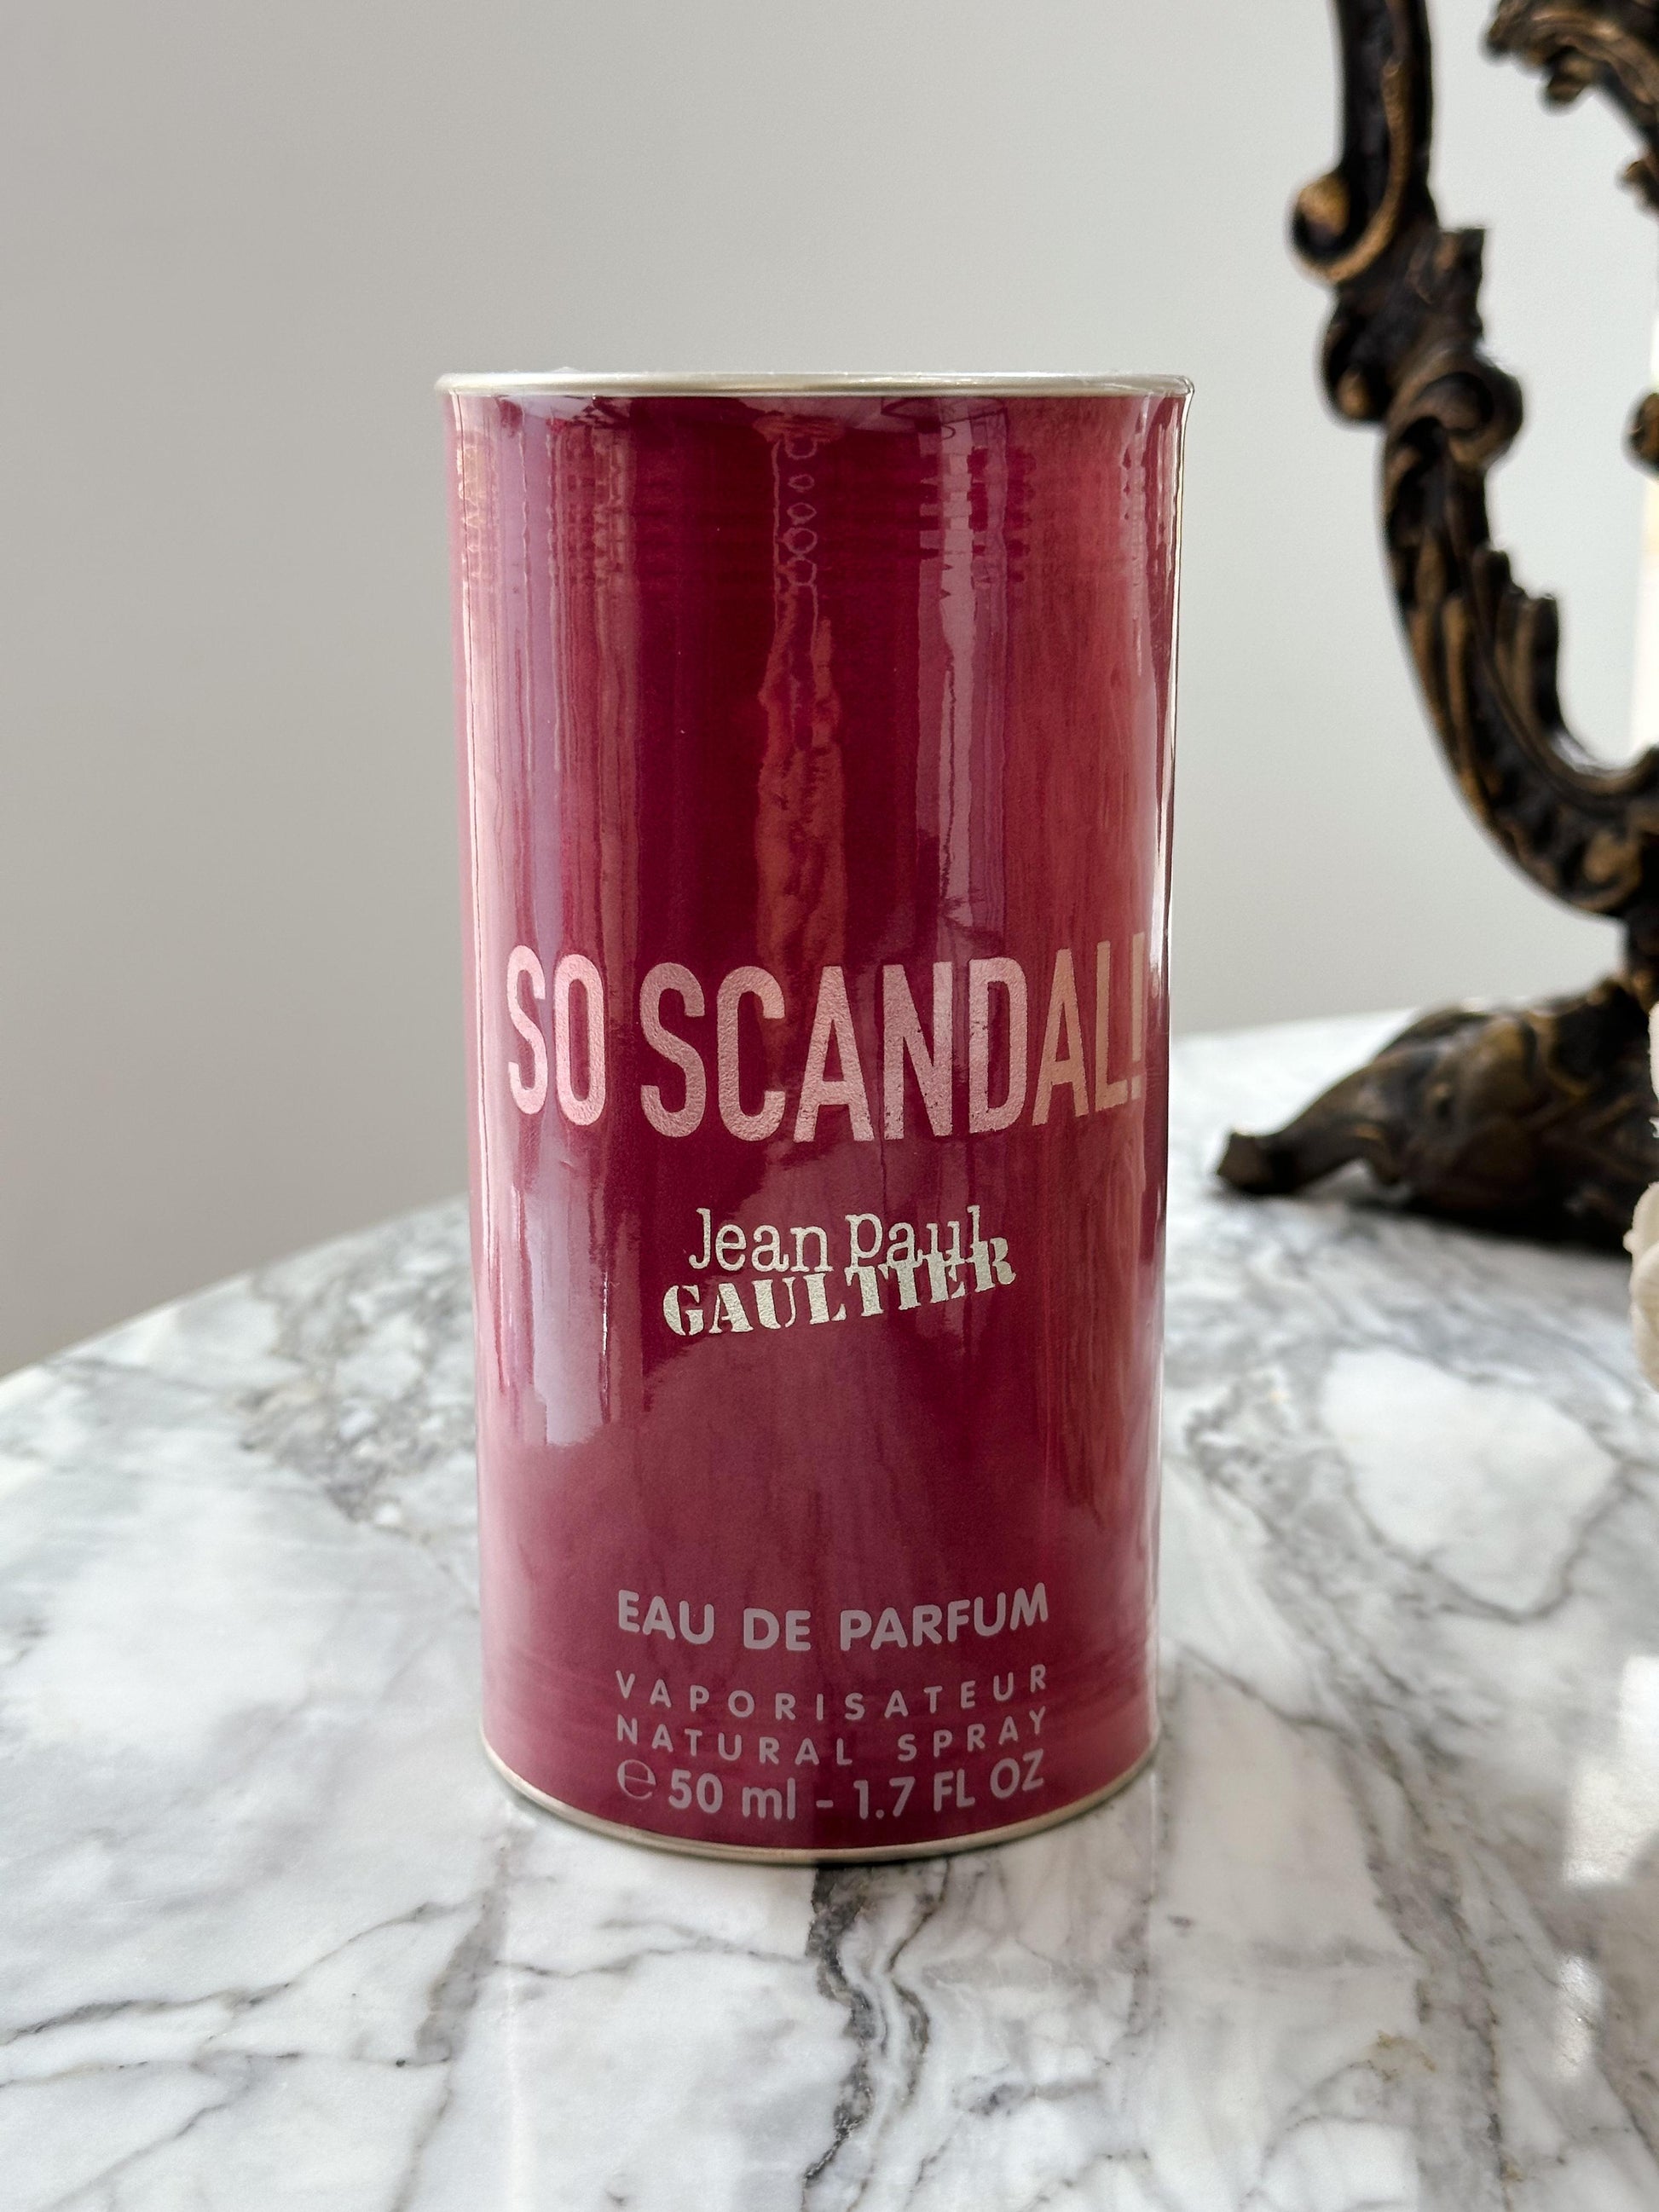 SO SCANDAL!
Jean Paul
GAULTIER
EAU DE PARFUM
VAPORISATEUR
NATURAL SPRAY
℮ 50 ml - 1.7 FL OZ